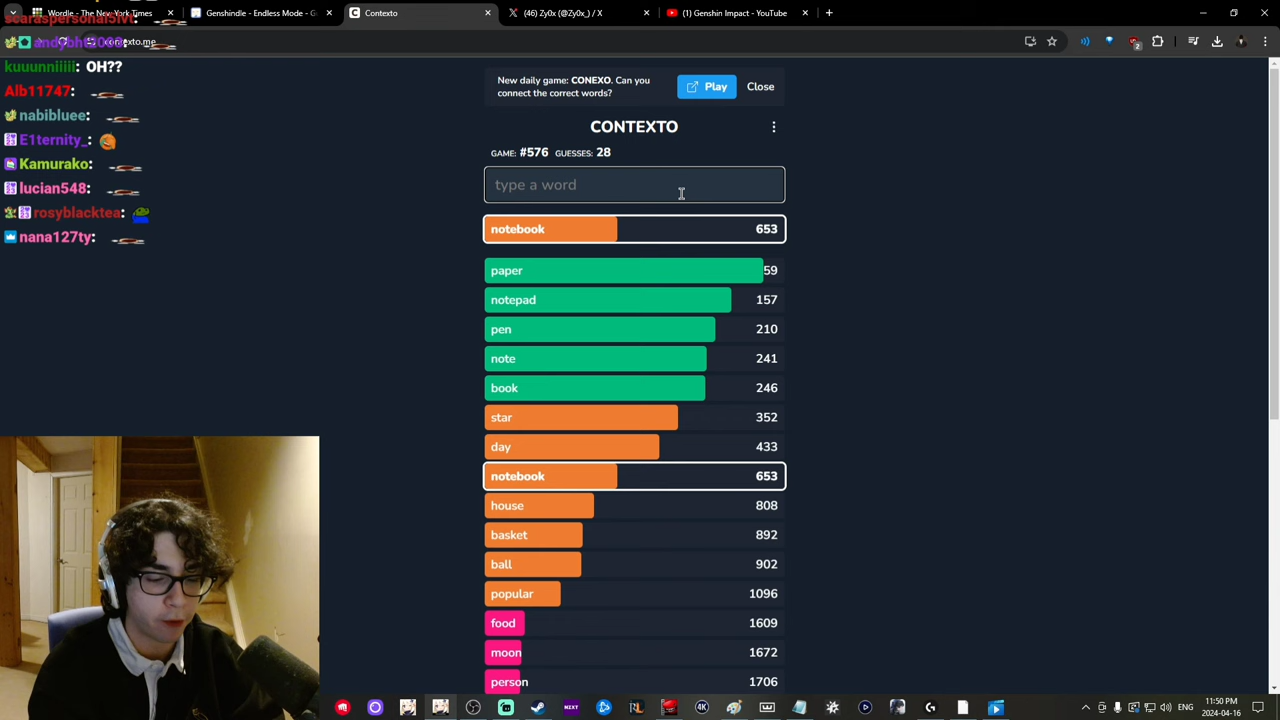 Wordle — The New York Times
Genshindle - Endless Mode - G
Contexto
(46) Zy0x (@Zy0x_) / X
(1) Genshin Impact - YouTube
contexto.me
kuuunniiiii: OH??
Alb11747:
nabibluee:
E1ternity_:
Kamurako:
lucian548:
rosyblacktea:
nana127ty:
New daily game: CONEXO. Can you
connect the correct words?
Play
Close
CONTEXTO
GAME: #576 GUESSES: 28
type a word
notebook 653
paper 59
notepad 157
pen 210
note 241
book 246
star 352
day 433
notebook 653
house 808
basket 892
ball 902
popular 1096
food 1609
moon 1672
person 1706
ENG
11:50 PM
2024-04-16